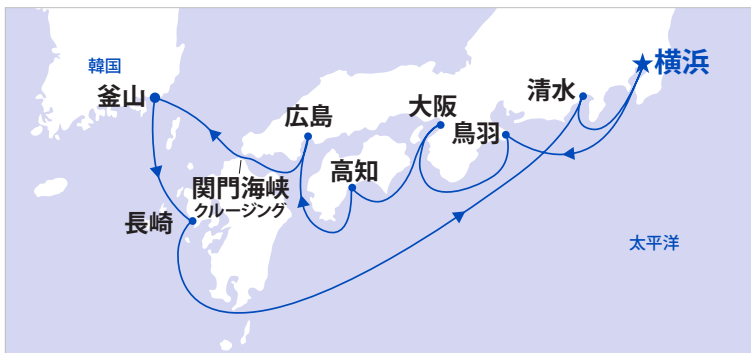 韓国
釜山
★横浜
清水
大阪
広島
鳥羽
高知
関門海峡
クルージング
長崎
太平洋